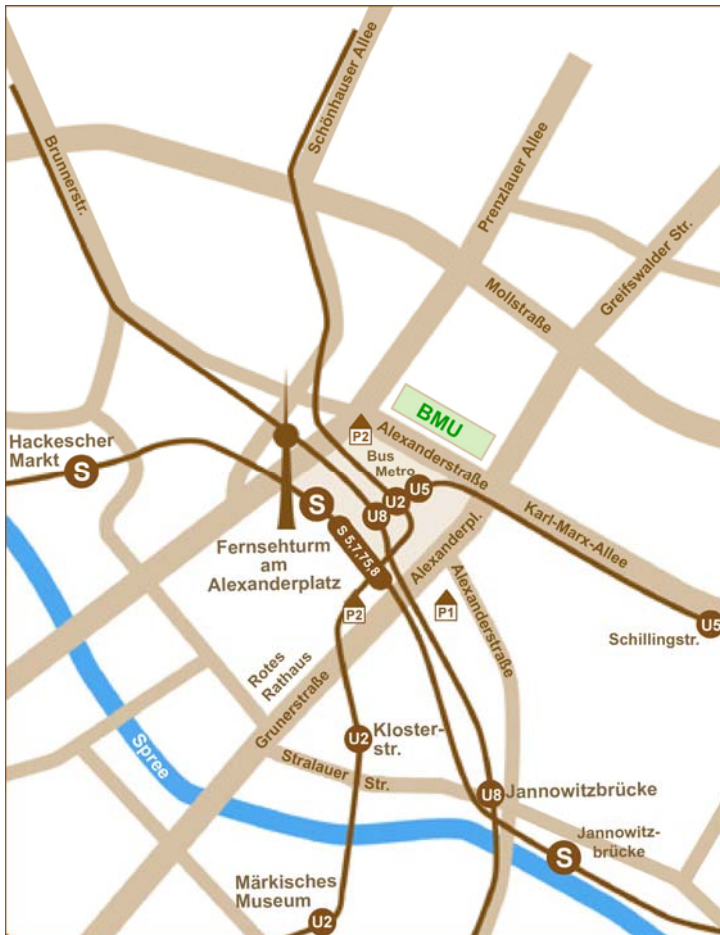 Schönhauser Allee
Brunnerstr.
Prenzlauer Allee
Greifswalder Str.
Mollstraße
BMU
P2
Alexanderstraße
Hackescher
Markt
S
Bus
Metro
U5
U2
U8
S
S 5,7,75,8
Karl-Marx-Allee
Alexanderpl.
Fernsehturm
am
Alexanderplatz
Alexanderstraße
P2
P1
U5
Schillingstr.
Rotes
Rathaus
Grunerstraße
Spree
U2
Kloster-
str.
Stralauer
Str.
U8
Jannowitzbrücke
Jannowitz-
brücke
S
Märkisches
Museum
U2